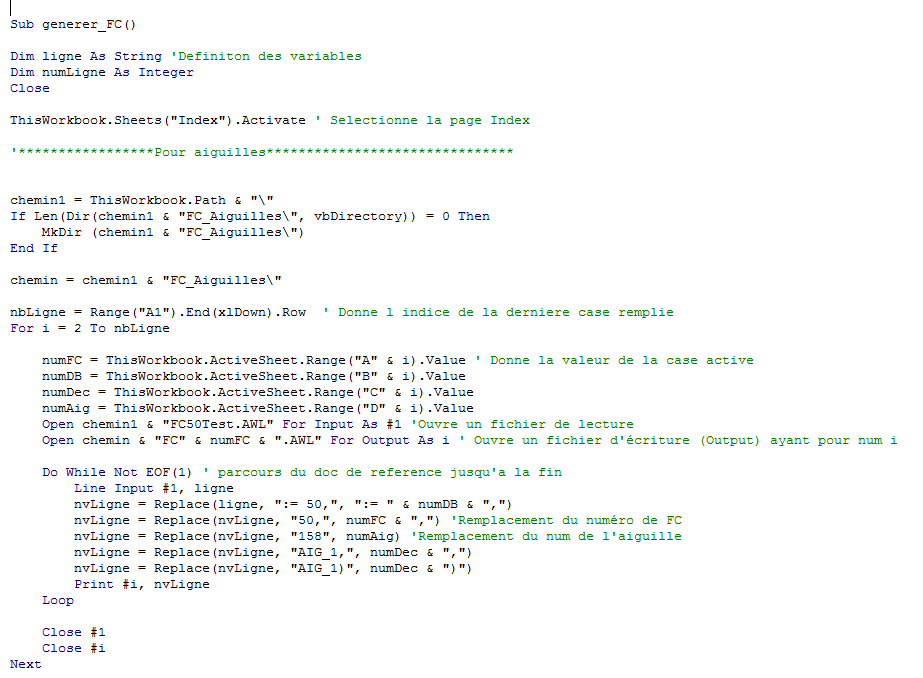 Sub generer_FC()
Dim ligne As String 'Definiton des variables
Dim numLigne As Integer
Close
ThisWorkbook.Sheets("Index").Activate ' Selectionne la page Index
'*****************Pour aiguilles*******************************
chemin1 = ThisWorkbook.Path & "\"
If Len(Dir(chemin1 & "FC_Aiguilles\", vbDirectory)) = 0 Then
MkDir (chemin1 & "FC_Aiguilles\")
End If
chemin = chemin1 & "FC_Aiguilles\"
nbLigne = Range("A1").End(xlDown).Row  ' Donne l indice de la derniere case remplie
For i = 2 To nbLigne
numFC = ThisWorkbook.ActiveSheet.Range("A" & i).Value ' Donne la valeur de la case active
numDB = ThisWorkbook.ActiveSheet.Range("B" & i).Value
numDec = ThisWorkbook.ActiveSheet.Range("C" & i).Value
numAig = ThisWorkbook.ActiveSheet.Range("D" & i).Value
Open chemin1 & "FC50Test.AWL" For Input As #1 'Ouvre un fichier de lecture
Open chemin & "FC" & numFC & ".AWL" For Output As i ' Ouvre un fichier d'écriture (Output) ayant pour num i
Do While Not EOF(1) ' parcours du doc de reference jusqu'a la fin
Line Input #1, ligne
nvLigne = Replace(ligne, ":= 50,", ":= " & numDB & ",")
nvLigne = Replace(nvLigne, "50,", numFC & ",") 'Remplacement du numéro de FC
nvLigne = Replace(nvLigne, "158", numAig) 'Remplacement du num de l'aiguille
nvLigne = Replace(nvLigne, "AIG_1,", numDec & ",")
nvLigne = Replace(nvLigne, "AIG_1)", numDec & ")")
Print #i, nvLigne
Loop
Close #1
Close #i
Next